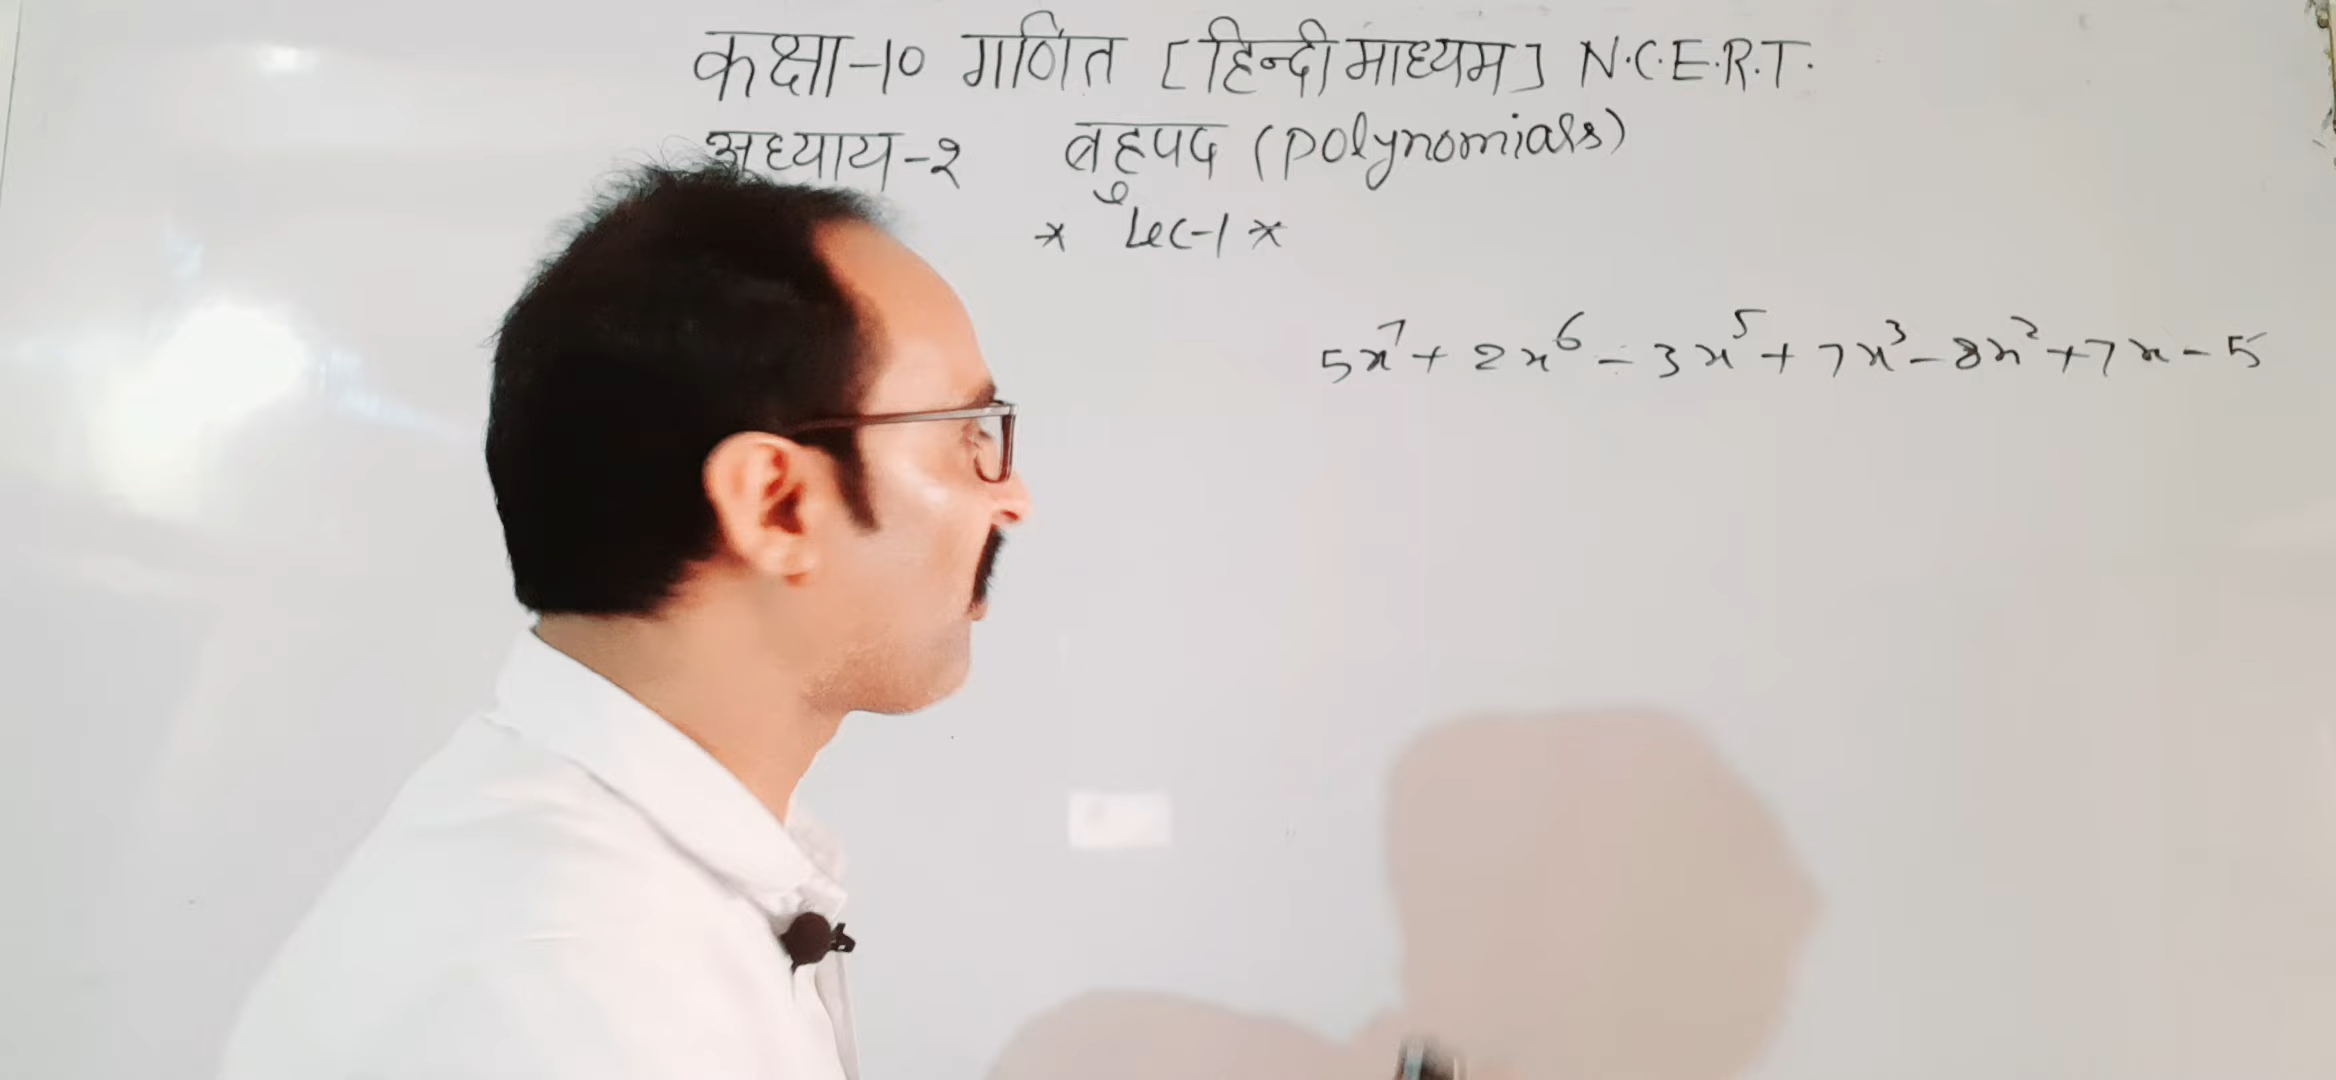 कक्षा-१० गणित [हिन्दी माध्यम] N.C.E.R.T.
अध्याय-२ बहुपद (polynomials)
* Lec-1 *
5x⁷ + 2x⁶ - 3x⁵ + 7x³ - 8x² + 7x - 5